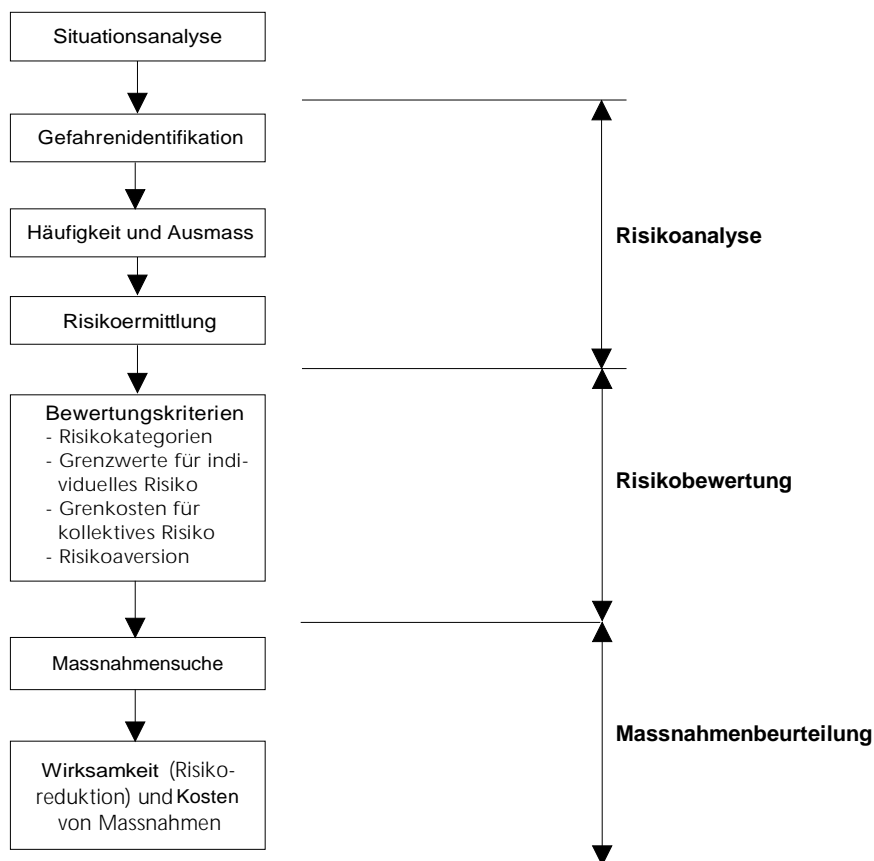 Situationsanalyse
Gefahrenidentifikation
Häufigkeit und Ausmass
Risikoanalyse
Risikoermittlung
Bewertungskriterien
- Risikokategorien
- Grenzwerte für indi-
viduelles Risiko
- Grenkosten für
kollektives Risiko
- Risikoaversion
Risikobewertung
Massnahmensuche
Massnahmenbeurteilung
Wirksamkeit (Risiko-
reduktion) und Kosten
von Massnahmen